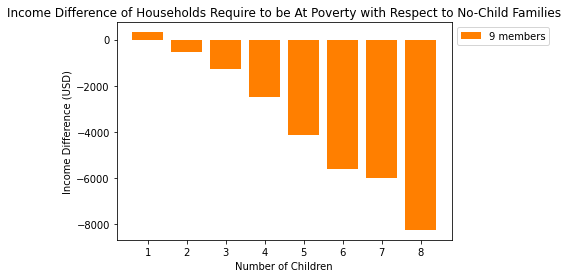 Income Difference of Households Require to be At Poverty with Respect to No-Child Families
9 members
0
−2000
−4000
−6000
−8000
Income Difference (USD)
1 2 3 4 5 6 7 8
Number of Children